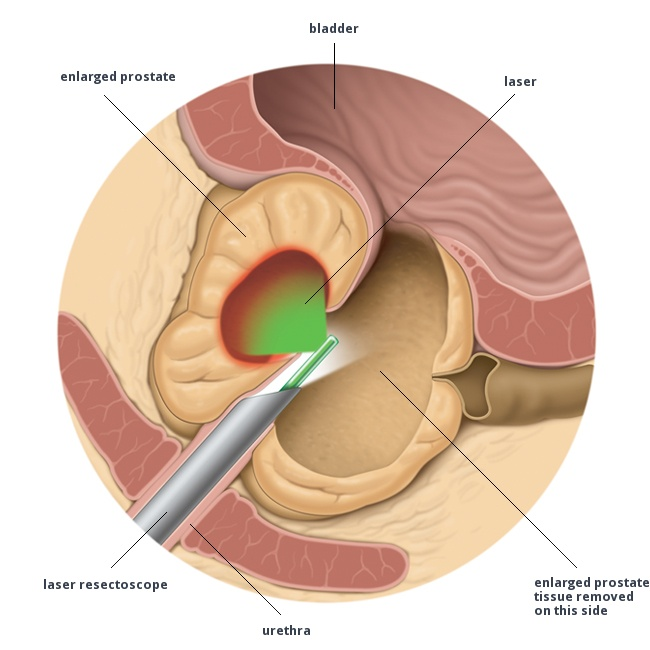 bladder
enlarged prostate
laser
laser resectoscope
enlarged prostate
tissue removed
on this side
urethra